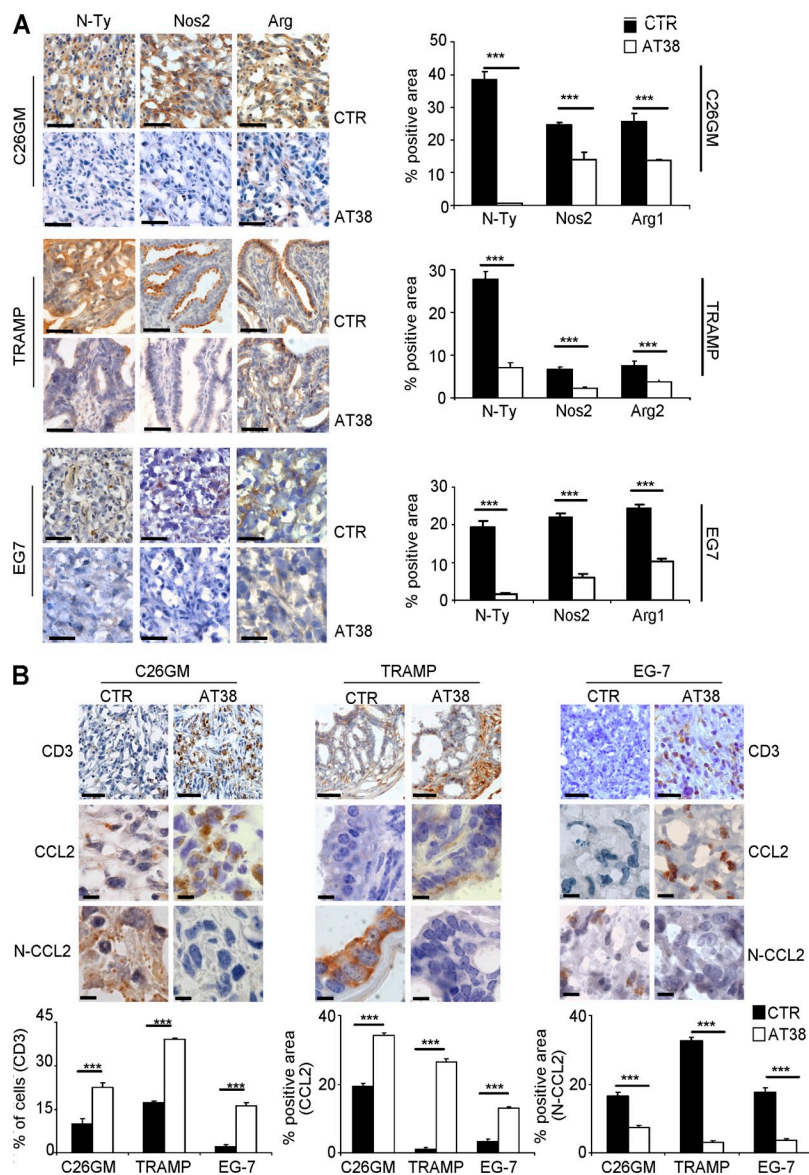 A
N-Ty Nos2 Arg
C26GM
CTR
AT38
TRAMP
CTR
AT38
EG7
CTR
AT38
CTR
AT38
% positive area
40
30
20
10
0
*** *** ***
N-Ty Nos2 Arg1
C26GM
% positive area
30
20
10
0
*** *** ***
N-Ty Nos2 Arg2
TRAMP
% positive area
30
20
10
0
*** *** ***
N-Ty Nos2 Arg1
EG7
B
C26GM TRAMP EG-7
CTR AT38 CTR AT38 CTR AT38
CD3 CD3
CCL2 CCL2
N-CCL2 N-CCL2
% of cells (CD3)
45
30
15
0
*** *** ***
C26GM TRAMP EG-7
% positive area
(CCL2)
40
20
0
*** *** ***
C26GM TRAMP EG-7
% positive area
(N-CCL2)
40
20
0
*** *** ***
C26GM TRAMP EG-7
CTR
AT38